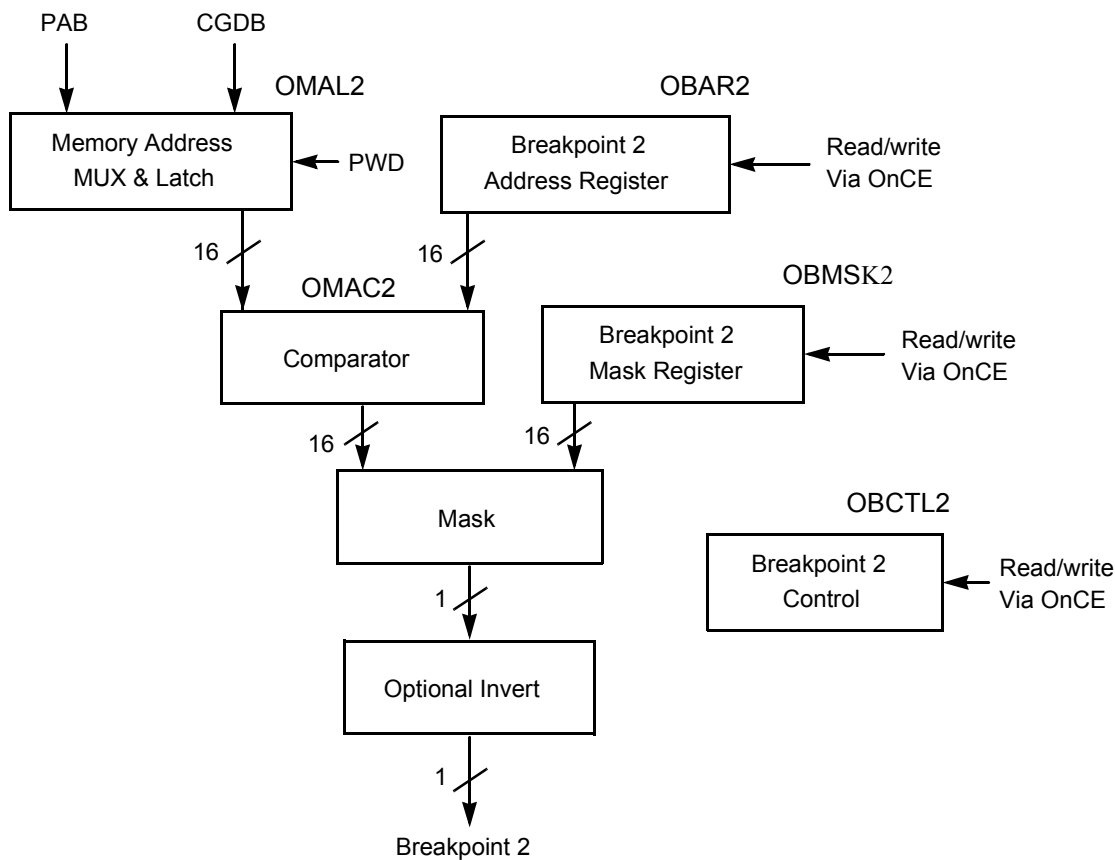 PAB
CGDB
OMAL2
OBAR2
Memory Address
MUX & Latch
PWD
Breakpoint 2
Address Register
Read/write
Via OnCE
16
16
OMAC2
OBMSK2
Comparator
Breakpoint 2
Mask Register
Read/write
Via OnCE
16
16
Mask
OBCTL2
Breakpoint 2
Control
Read/write
Via OnCE
1
Optional Invert
1
Breakpoint 2